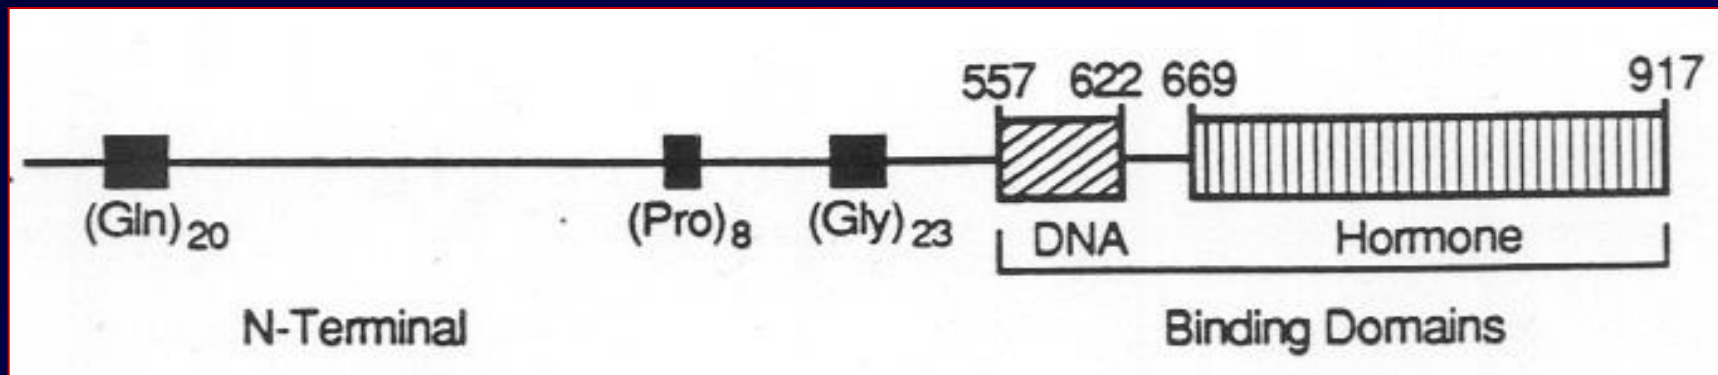 557 622 669 917
(Gln)20 (Pro)8 (Gly)23 DNA Hormone
N-Terminal Binding Domains